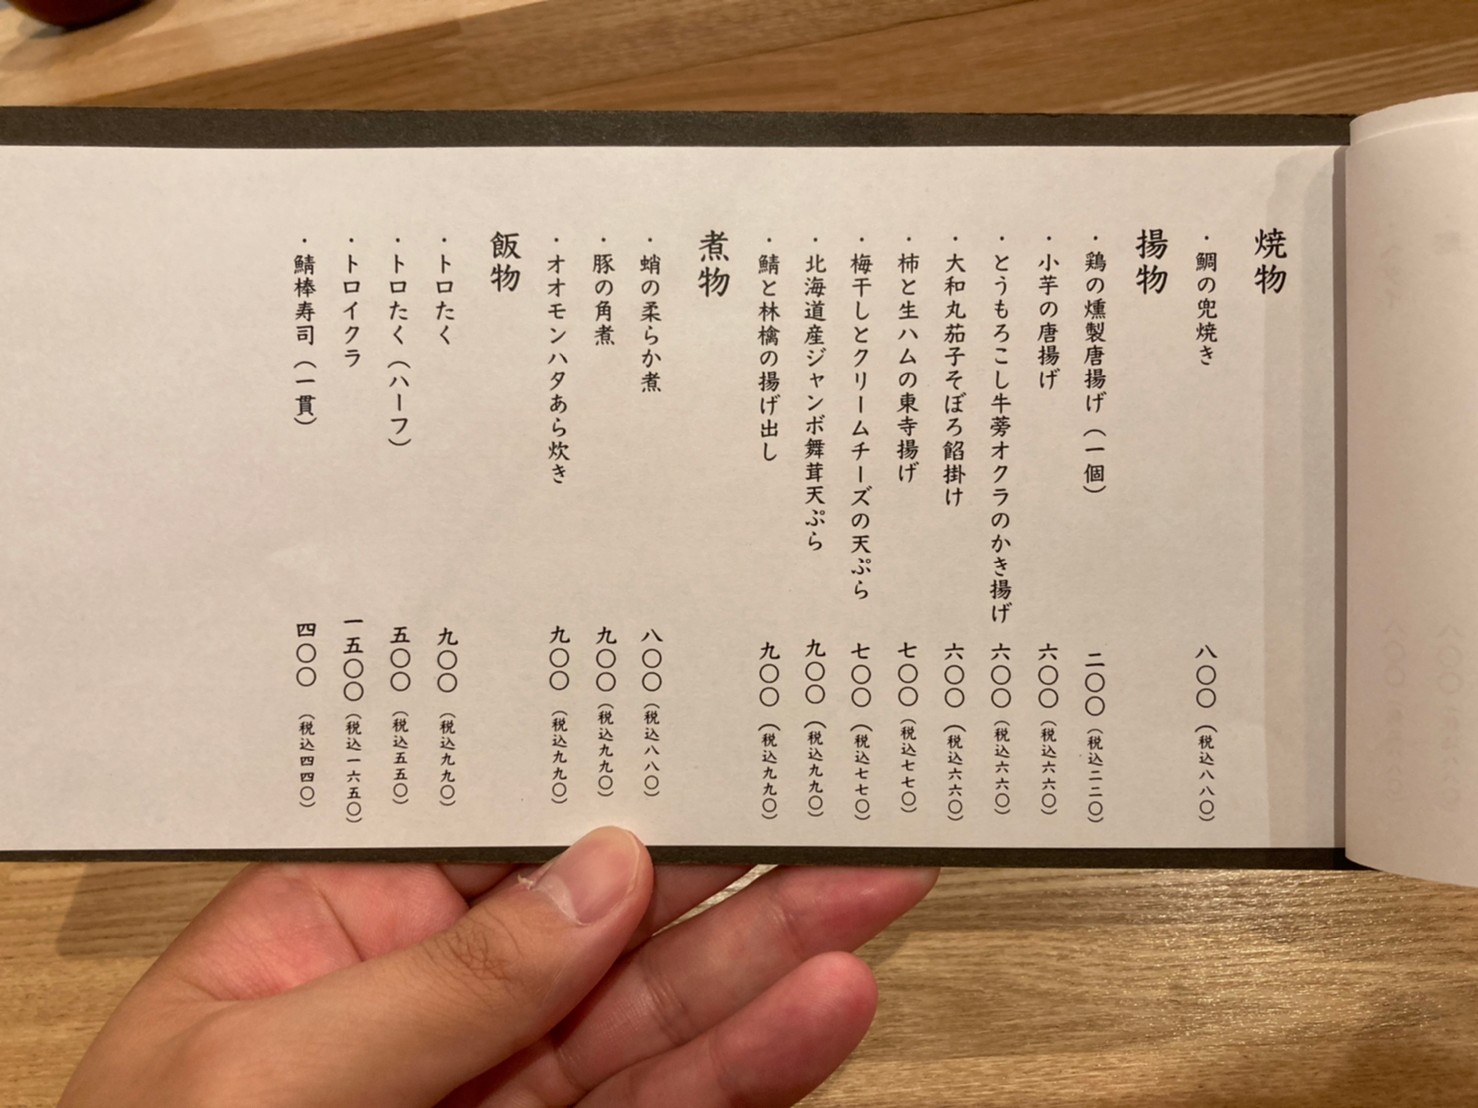 焼物
・鯛の兜焼き 八〇〇（税込八八〇）
揚物
・鶏の燻製唐揚げ（一個） 二〇〇（税込二二〇）
・小芋の唐揚げ 六〇〇（税込六六〇）
・とうもろこし牛蒡オクラのかき揚げ 六〇〇（税込六六〇）
・大和丸茄子そぼろ餡掛け 六〇〇（税込六六〇）
・柿と生ハムの東寺揚げ 七〇〇（税込七七〇）
・梅干しとクリームチーズの天ぷら 七〇〇（税込七七〇）
・北海道産ジャンボ舞茸天ぷら 九〇〇（税込九九〇）
・鯖と林檎の揚げ出し 九〇〇（税込九九〇）
煮物
・蛸の柔らか煮 八〇〇（税込八八〇）
・豚の角煮 九〇〇（税込九九〇）
・オオモンハタあら炊き 九〇〇（税込九九〇）
飯物
・トロたく 九〇〇（税込九九〇）
・トロたく（ハーフ） 五〇〇（税込五五〇）
・トロイクラ 一五〇〇（税込一六五〇）
・鯖棒寿司（一貫） 四〇〇（税込四四〇）